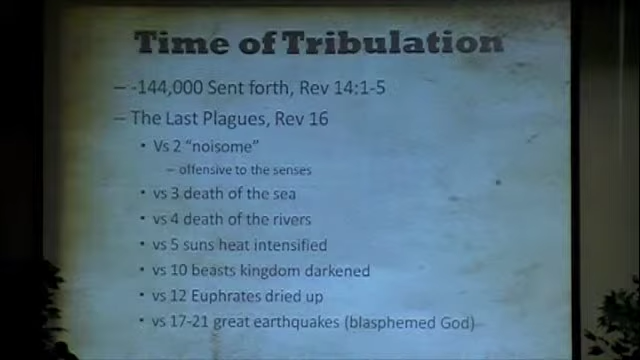 Time of Tribulation
– -144,000 Sent forth, Rev 14:1-5
– The Last Plagues, Rev 16
• Vs 2 “noisome”
– offensive to the senses
• vs 3 death of the sea
• vs 4 death of the rivers
• vs 5 suns heat intensified
• vs 10 beasts kingdom darkened
• vs 12 Euphrates dried up
• vs 17-21 great earthquakes (blasphemed God)